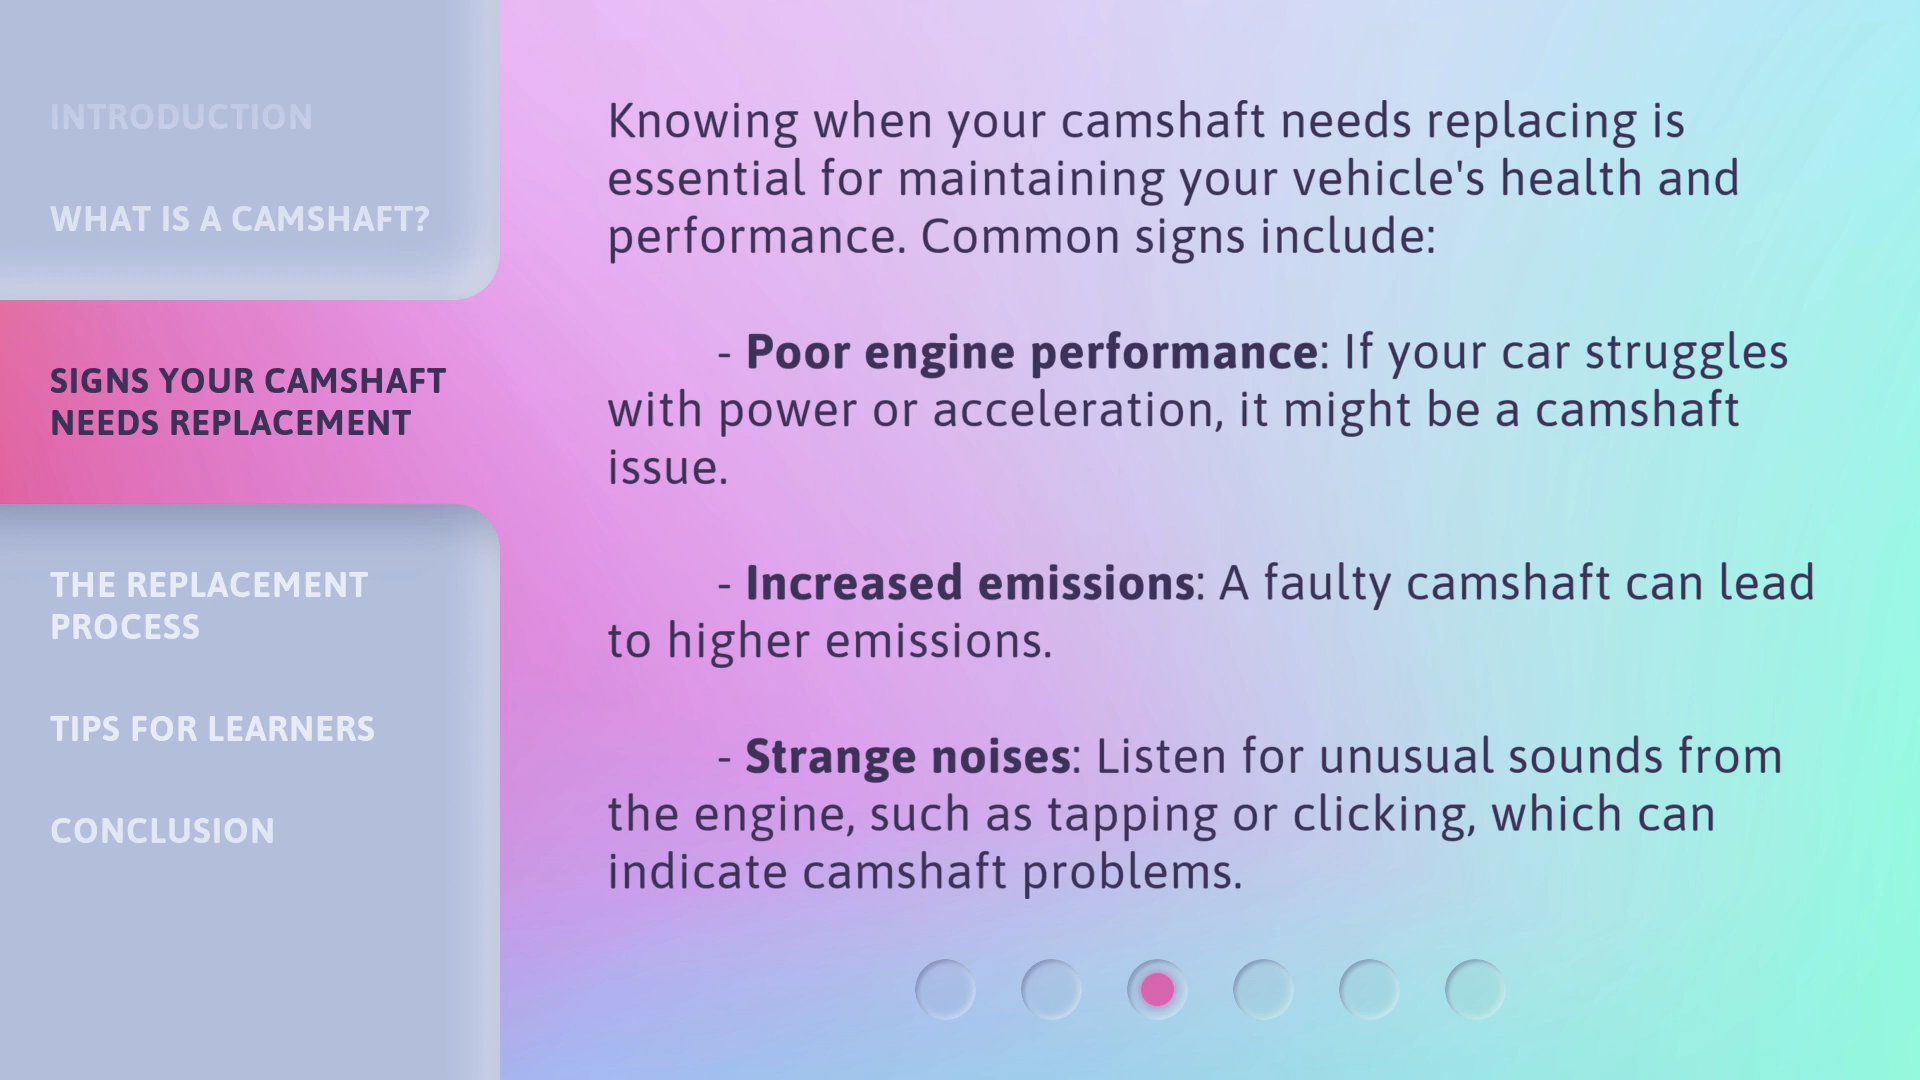 INTRODUCTION
WHAT IS A CAMSHAFT?
SIGNS YOUR CAMSHAFT
NEEDS REPLACEMENT
THE REPLACEMENT
PROCESS
TIPS FOR LEARNERS
CONCLUSION
Knowing when your camshaft needs replacing is
essential for maintaining your vehicle's health and
performance. Common signs include:
- Poor engine performance: If your car struggles
with power or acceleration, it might be a camshaft
issue.
- Increased emissions: A faulty camshaft can lead
to higher emissions.
- Strange noises: Listen for unusual sounds from
the engine, such as tapping or clicking, which can
indicate camshaft problems.